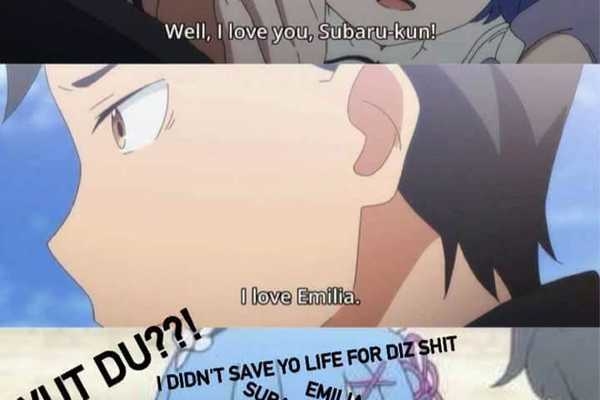 Well, I love you, Subaru-kun!
I love Emilia.
WUT DU??!
I DIDN'T SAVE YO LIFE FOR DIZ SHIT